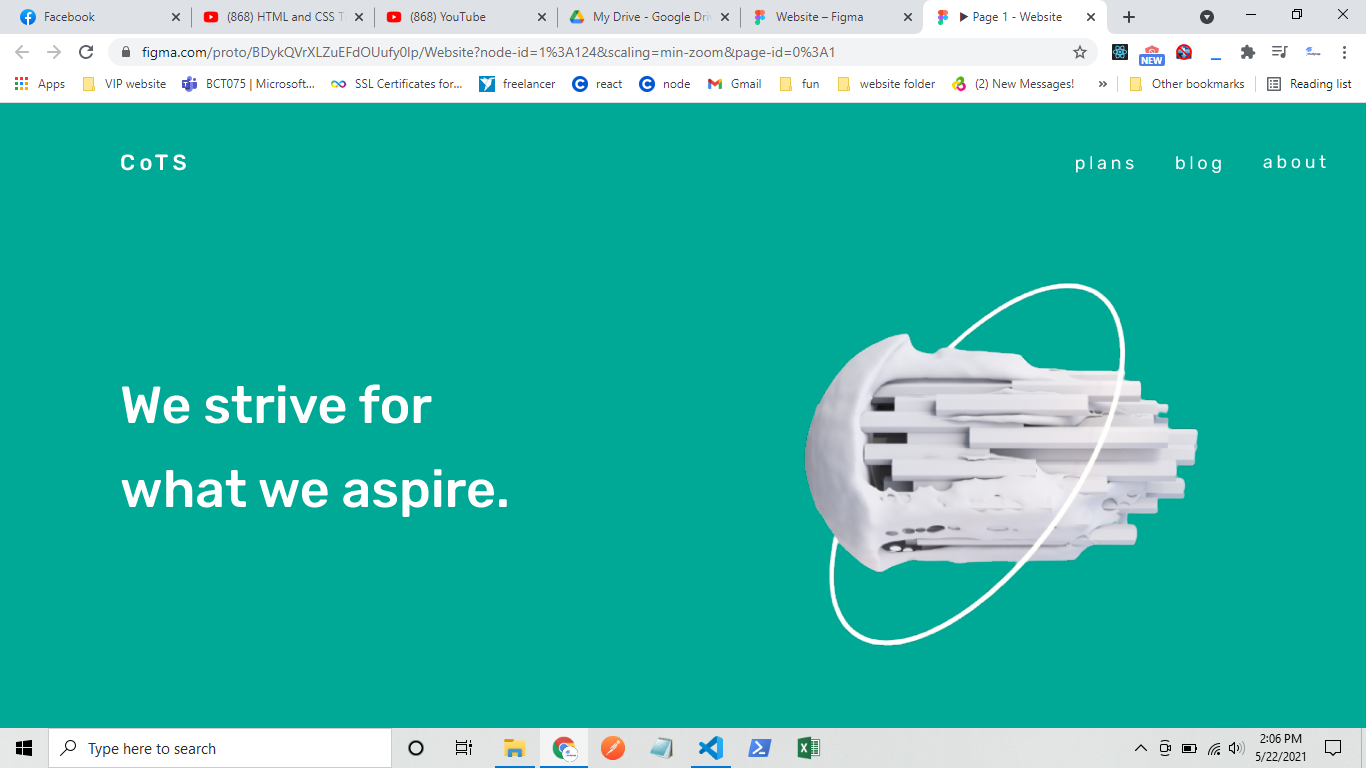 Facebook
(868) HTML and CSS T
(868) YouTube
My Drive - Google Dri
Website – Figma
Page 1 - Website
figma.com/proto/BDykQVrXLZuEFdOUufy0lp/Website?node-id=1%3A124&scaling=min-zoom&page-id=0%3A1
NEW
Apps
VIP website
BCT075 | Microsoft...
SSL Certificates for...
freelancer
react
node
Gmail
fun
website folder
(2) New Messages!
»
Other bookmarks
Reading list
CoTS
plans
blog
about
We strive for
what we aspire.
Type here to search
2:06 PM
5/22/2021